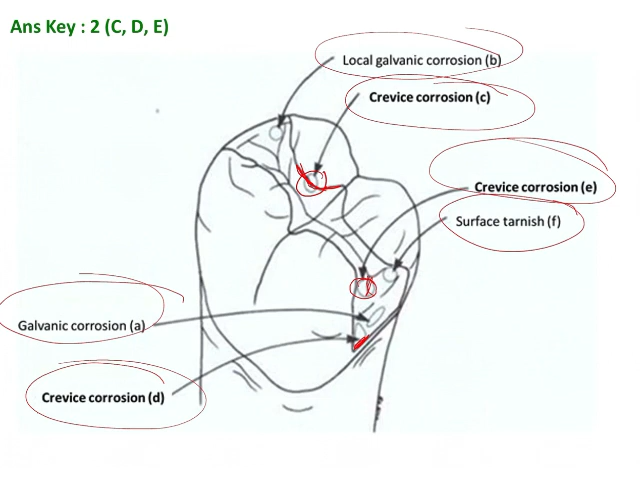 Ans Key : 2 (C, D, E)
Local galvanic corrosion (b)
Crevice corrosion (c)
Crevice corrosion (e)
Surface tarnish (f)
Galvanic corrosion (a)
Crevice corrosion (d)